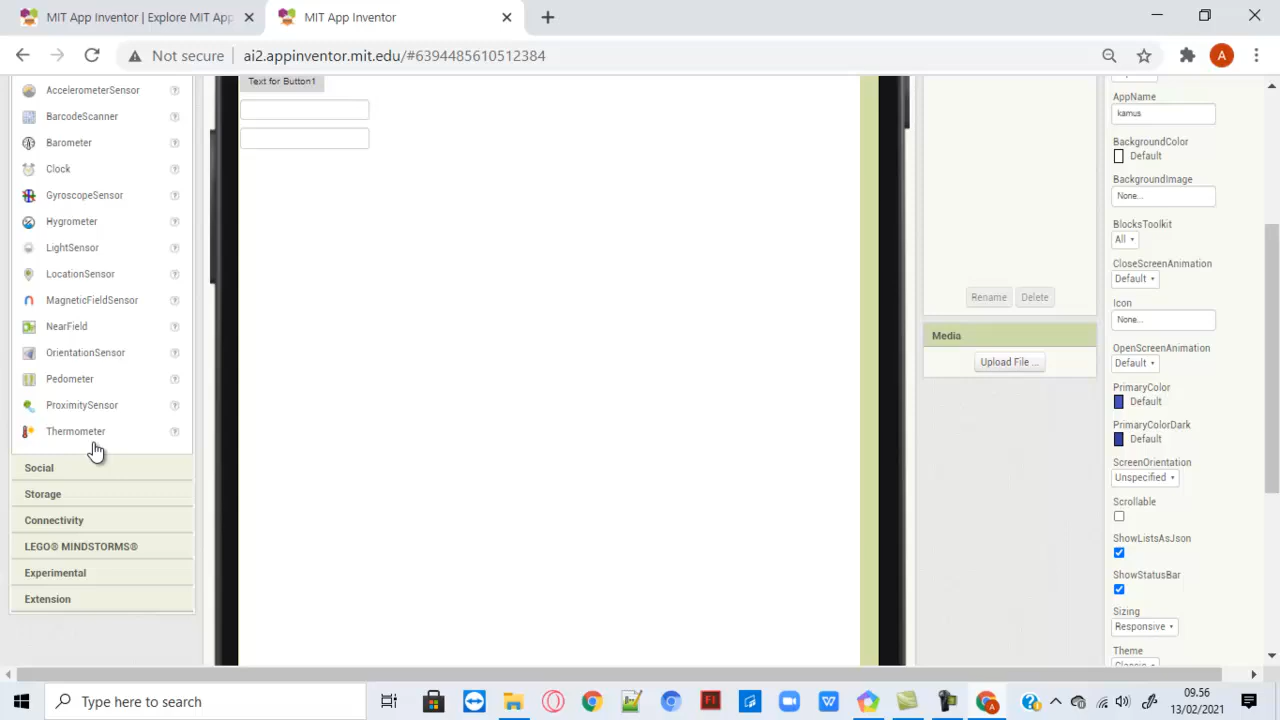 MIT App Inventor | Explore MIT App
MIT App Inventor
Not secure
ai2.appinventor.mit.edu/#6394485610512384
A
AccelerometerSensor
BarcodeScanner
Barometer
Clock
GyroscopeSensor
Hygrometer
LightSensor
LocationSensor
MagneticFieldSensor
NearField
OrientationSensor
Pedometer
ProximitySensor
Thermometer
Social
Storage
Connectivity
LEGO® MINDSTORMS®
Experimental
Extension
Text for Button1
Rename
Delete
Media
Upload File ...
AppName
kamus
BackgroundColor
Default
BackgroundImage
None...
BlocksToolkit
All
CloseScreenAnimation
Default
Icon
None...
OpenScreenAnimation
Default
PrimaryColor
Default
PrimaryColorDark
Default
ScreenOrientation
Unspecified
Scrollable
ShowListsAsJson
ShowStatusBar
Sizing
Responsive
Theme
Classic
Type here to search
09.56
13/02/2021